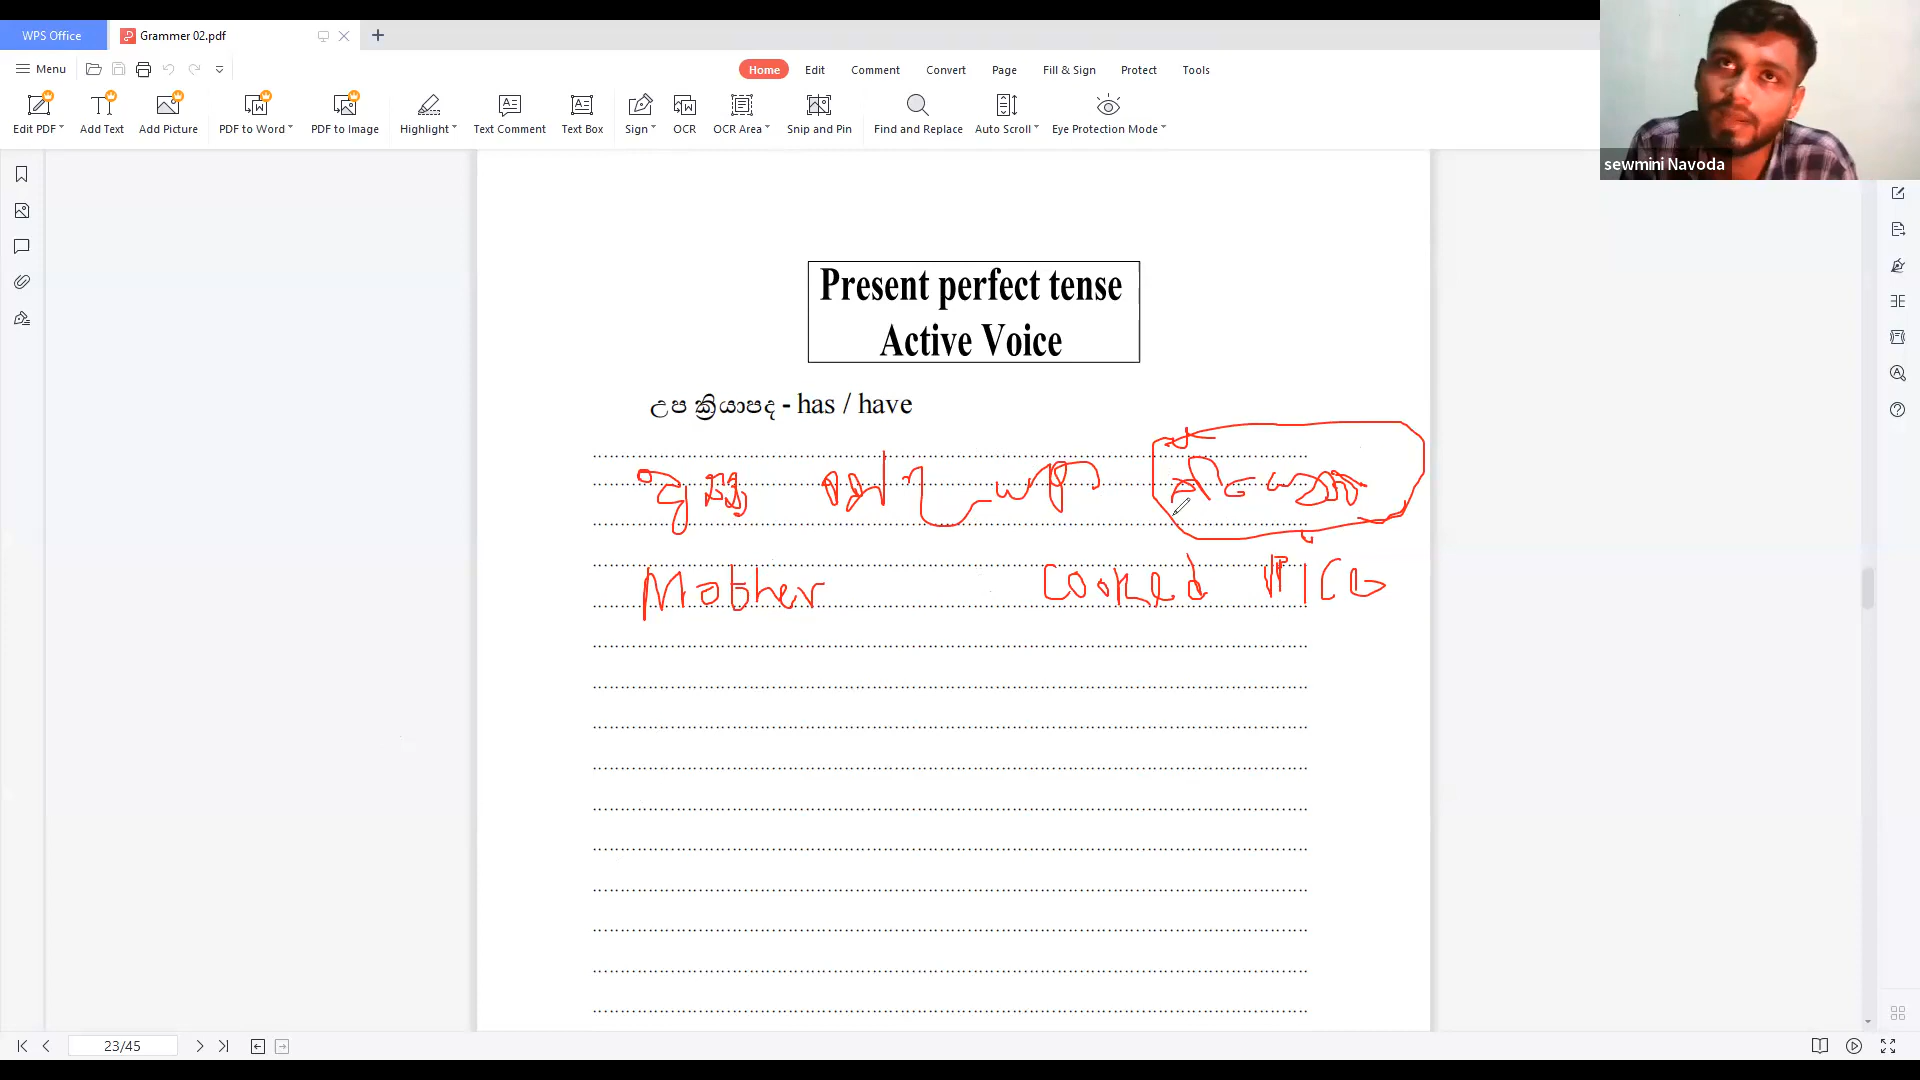 WPS Office
Grammer 02.pdf
Menu
Home Edit Comment Convert Page Fill & Sign Protect Tools
Edit PDF Add Text Add Picture PDF to Word PDF to Image Highlight Text Comment Text Box Sign OCR OCR Area Snip and Pin Find and Replace Auto Scroll Eye Protection Mode
sewmini Navoda
Present perfect tense
Active Voice
උප ක්‍රියාපද - has / have
Mother cooked rice
23/45